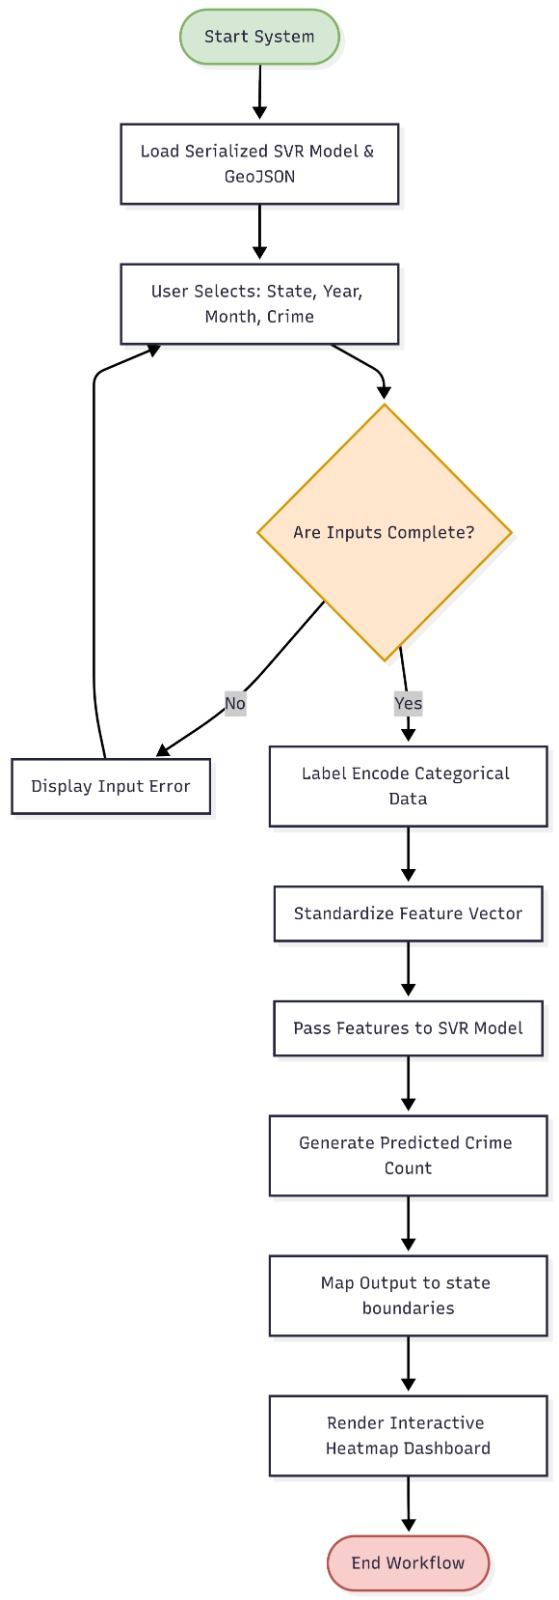 Start System
Load Serialized SVR Model &
GeoJSON
User Selects: State, Year,
Month, Crime
Are Inputs Complete?
No
Yes
Display Input Error
Label Encode Categorical
Data
Standardize Feature Vector
Pass Features to SVR Model
Generate Predicted Crime
Count
Map Output to state
boundaries
Render Interactive
Heatmap Dashboard
End Workflow